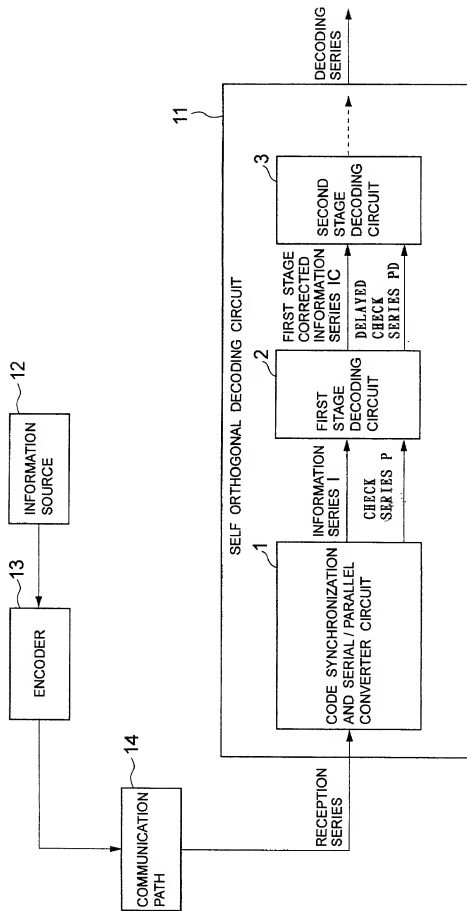 12
INFORMATION
SOURCE
13
ENCODER
14
COMMUNICATION
PATH
RECEPTION
SERIES
11
SELF ORTHOGONAL DECODING CIRCUIT
1
CODE SYNCHRONIZATION
AND SERIAL/PARALLEL
CONVERTER CIRCUIT
INFORMATION
SERIES I
CHECK
SERIES P
2
FIRST STAGE
DECODING
CIRCUIT
FIRST STAGE
CORRECTED
INFORMATION
SERIES IC
DELAYED
CHECK
SERIES PD
3
SECOND
STAGE
DECODING
CIRCUIT
DECODING
SERIES